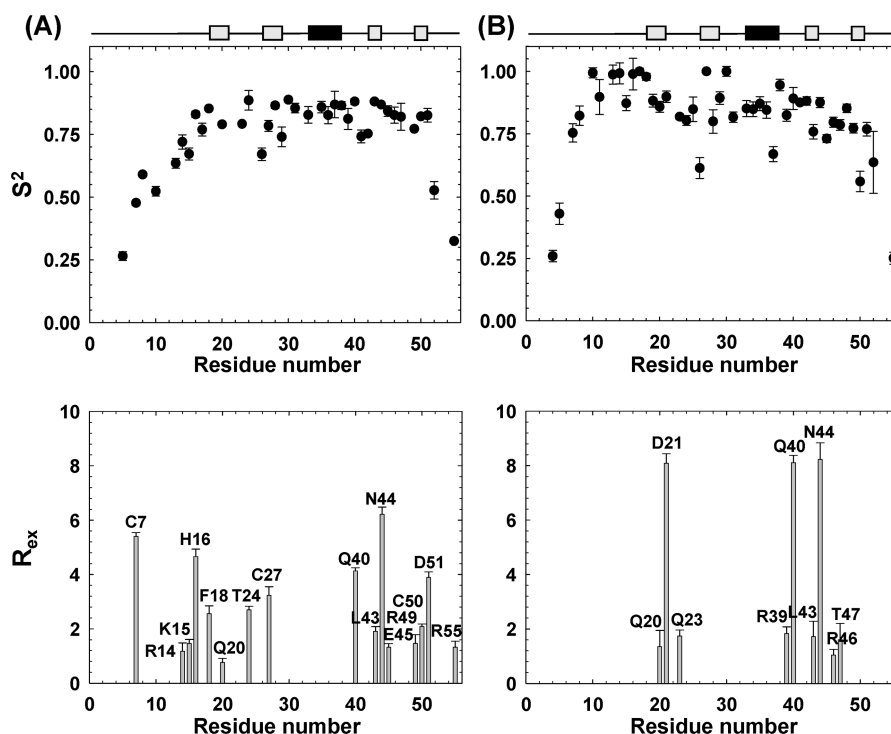 (A)
(B)
S²
1.00
0.75
0.50
0.25
0.00
0 10 20 30 40 50
Residue number
1.00
0.75
0.50
0.25
0.00
0 10 20 30 40 50
Residue number
Rex
10
8
6
4
2
0
C7
R14
K15
H16
F18
Q20
T24
C27
Q40
L43
N44
E45
R49
C50
D51
R55
0 10 20 30 40 50
Residue number
10
8
6
4
2
0
Q20
D21
Q23
R39
Q40
L43
N44
R46
T47
0 10 20 30 40 50
Residue number